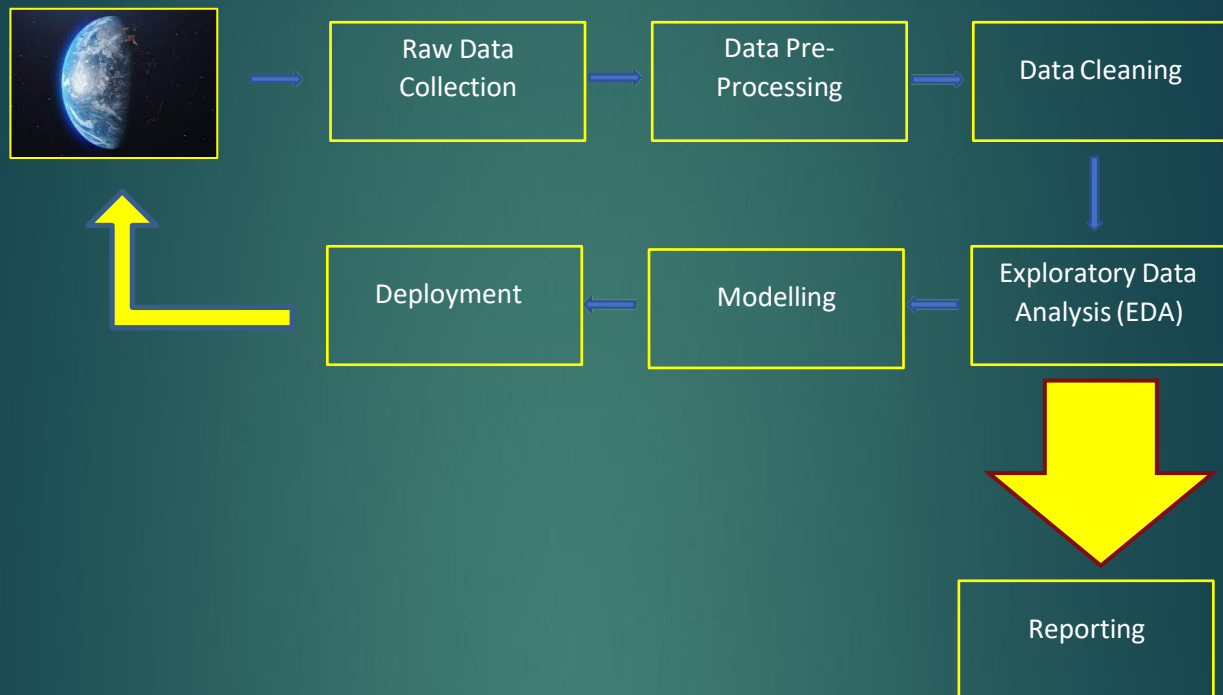 Raw Data
Collection
Data Pre-
Processing
Data Cleaning
Exploratory Data
Analysis (EDA)
Modelling
Deployment
Reporting